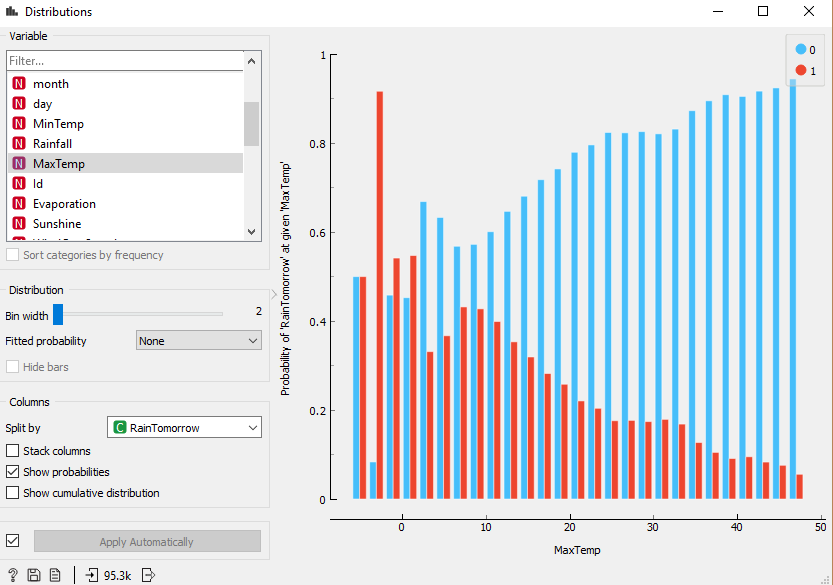 Distributions
Variable
Filter...
N month
N day
N MinTemp
N Rainfall
N MaxTemp
N Id
N Evaporation
N Sunshine
Sort categories by frequency
Distribution
Bin width 2
Fitted probability None
Hide bars
Columns
Split by C RainTomorrow
Stack columns
Show probabilities
Show cumulative distribution
Apply Automatically
? 95.3k
Probability of 'RainTomorrow' at given 'MaxTemp'
1
0.8
0.6
0.4
0.2
0
0 10 20 30 40 50
MaxTemp
0
1